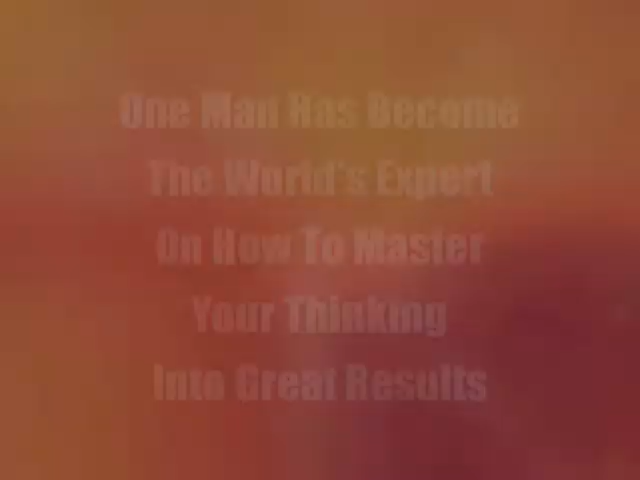 One Man Has Become
The World's Expert
On How To Master
Your Thinking
Into Great Results